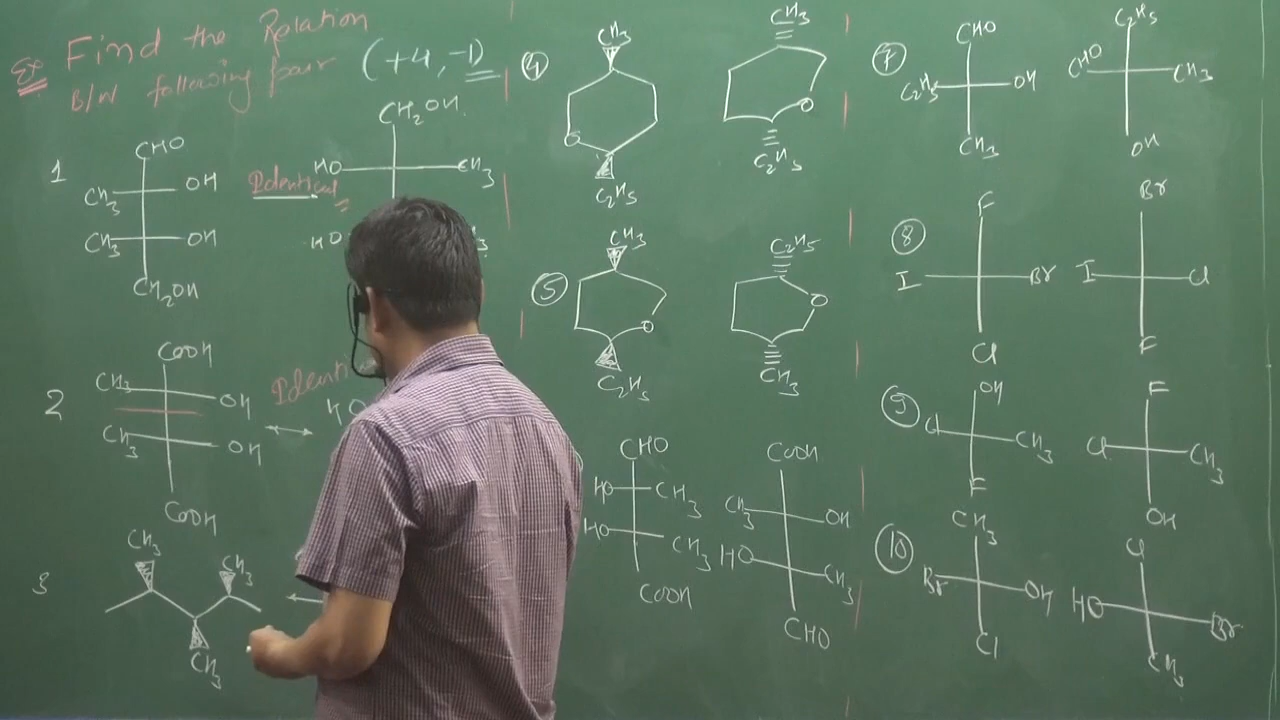 Ex Find the Relation
B/W following four
(+4, -1)
1
CHO
CH3 OH
CH3 OH
CH2OH
Identical
CH2OH
HO CH3
HO 3
2
COOH
CH3 OH
CH3 OH
COOH
Identi
HO
3
CH3 CH3
CH3
4
CH3
O
C2H5
CH3
O
C2H5
5
CH3
O
C2H5
C2H5
O
CH3
CHO
HO CH3
HO CH3
COOH
COOH
CH3 OH
HO CH3
CHO
7
CHO
C2H5 OH
CH3
C2H5
CHO CH3
OH
8
F
I Br
Cl
Br
I Cl
F
9
OH
Cl CH3
F
F
Cl CH3
OH
10
CH3
Br OH
Cl
Cl
HO Br
CH3